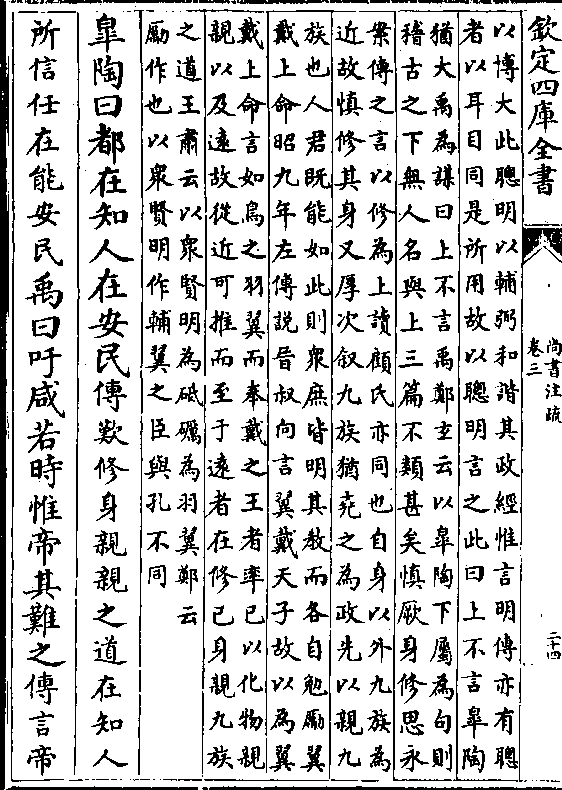 欽定四庫全書
尚書注疏
卷三
二十四
以博大此聰明以輔弼和諧其政經惟言明傳亦有聰
者以耳目同是所用故以聰明言之此曰上不言皋陶
猶大禹為謀曰上不言禹鄭玄云以皋陶下屬為句則
稽古之下無人名與上三篇不類甚矣慎厥身修思永
案傳之言以修為上讀顧氏亦同也自身以外九族為
近故慎修其身又厚次叙九族猶堯之為政先以親九
族也人君既能如此則衆庶皆明其教而各自勉勵翼
戴上命昭九年左傳説晉叔向言翼戴天子故以為翼
戴上命言如鳥之羽翼而奉戴之王者率已以化物親
親以及遠故從近可推而至于遠者在修己身親九族
之道王肅云以衆賢明為砥礪為羽翼鄭云
勵作也以衆賢明作輔翼之臣與孔不同
皐陶曰都在知人在安民傳歎修身親親之道在知人
所信任在能安民禹曰吁咸若時惟帝其難之傳言帝